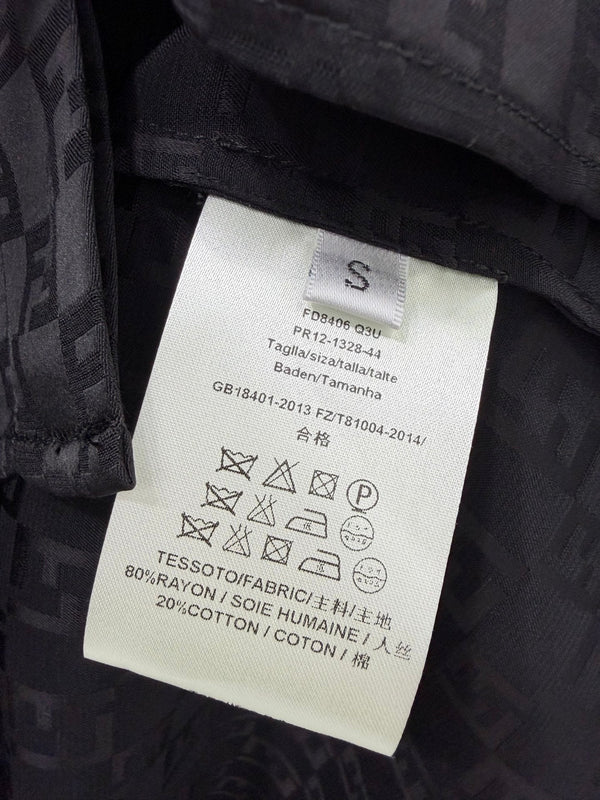 S
FD8406 Q3U
PR12-1328-44
Taglla/siza/talla/talte
Baden/Tamanha
GB18401-2013 FZ/T81004-2014/
合格
P
TESSOTO/FABRIC/主料/主地
80%RAYON / SOIE HUMAINE / 人丝
20%COTTON / COTON / 棉